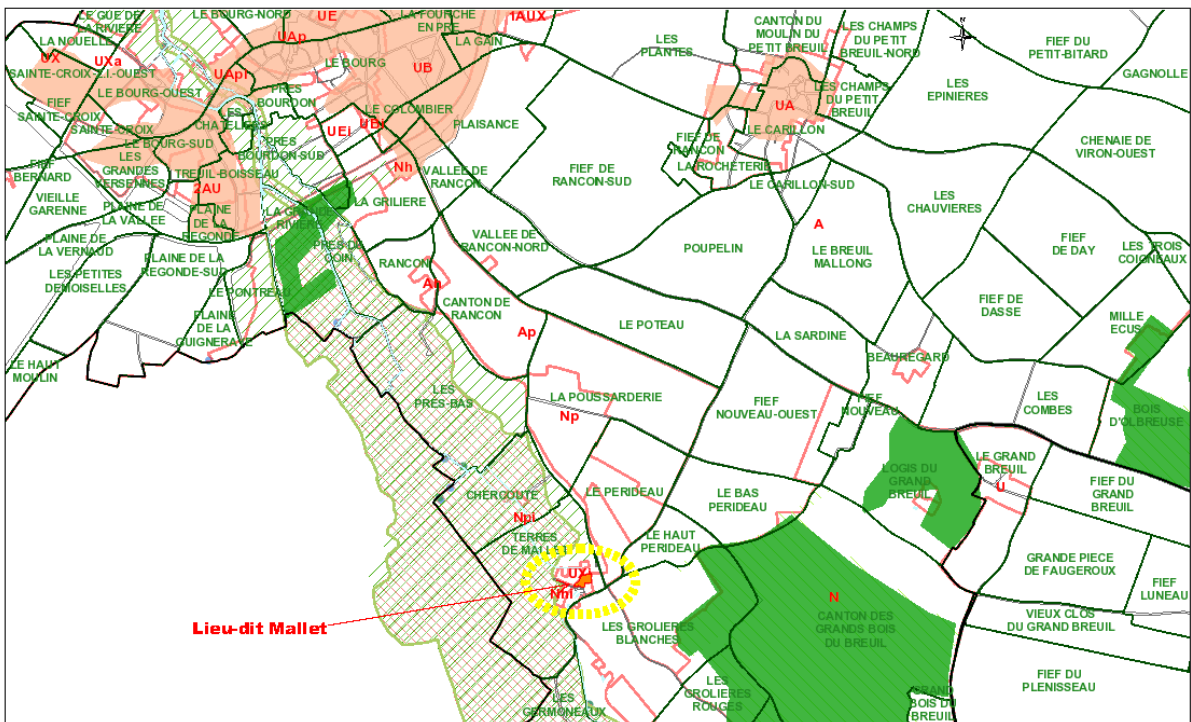 LE GUE DE
LA RIVIERE
LE BOURG-NORD
UE
LA FOURCHE
EN PRE
1AUX
LA NOUELLE
UAp
LA GAIN
LES
PLANTES
CANTON DU
MOULIN DU
PETIT BREUIL
LES CHAMPS
DU PETIT
BREUIL-NORD
N
FIEF DU
PETIT-BITARD
GAGNOLLE
UX
UXa
SAINTE-CROIX-Z.I.-OUEST
UApi
LE BOURG
UB
LE BOURG-OUEST
PRES
BOURDON
LE COLOMBIER
UA
LES CHAMPS
DU PETIT
BREUIL
LES
EPINIERES
FIEF
SAINTE-CROIX
SAINTE-CROIX
LES
CHATELIERS
UEi
UEi
PLAISANCE
LE CARILLON
CHENAIE DE
VIRON-OUEST
LE BOURG-SUD
PRES
BOURDON-SUD
FIEF DE
RANCON
LA ROCHETERIE
FIEF
BERNARD
LES
GRANDES
VERSENNES
TREUIL-BOISSEAU
Nh
VALLEE DE
RANCON
FIEF DE
RANCON-SUD
LE CARILLON-SUD
2AU
VIEILLE
GARENNE
PLAINE DE
LA VALLEE
PLAINE
DE LA
REGONDE
LA GRANDE
RIVIERE
LA GRILIERE
LES
CHAUVIERES
A
PLAINE DE
LA VERNAUD
PLAINE DE LA
REGONDE-SUD
PRES DU
COIN
RANCON
VALLEE DE
RANCON-NORD
POUPELIN
LE BREUIL
MALLONG
FIEF
DE DAY
LES TROIS
COIGNEAUX
LES PETITES
DEMOISELLES
LE PONTREAU
CANTON DE
RANCON
PLAINE
DE LA
GUIGNERAYE
Ap
LE POTEAU
LA SARDINE
FIEF DE
DASSE
MILLE
ECUS
LE HAUT
MOULIN
BEAUREGARD
LES
PRES-BAS
LA POUSSARDERIE
Np
FIEF
NOUVEAU-OUEST
FIEF
NOUVEAU
LES
COMBES
BOIS
D'OLBREUSE
LE GRAND
BREUIL
U
LOGIS DU
GRAND
BREUIL
FIEF DU
GRAND
BREUIL
CHERCOUTE
LE PERIDEAU
LE BAS
PERIDEAU
Npi
TERRES
DE MALLET
LE HAUT
PERIDEAU
GRANDE PIECE
DE FAUGEROUX
FIEF
LUNEAU
UX
Nhi
N
CANTON DES
GRANDS BOIS
DU BREUIL
VIEUX CLOS
DU GRAND BREUIL
Lieu-dit Mallet
LES GROLIERES
BLANCHES
FIEF DU
PLENISSEAU
LES
GROLIERES
ROUGES
GRAND
BOIS DU
BREUIL
LES
GERMONEAUX